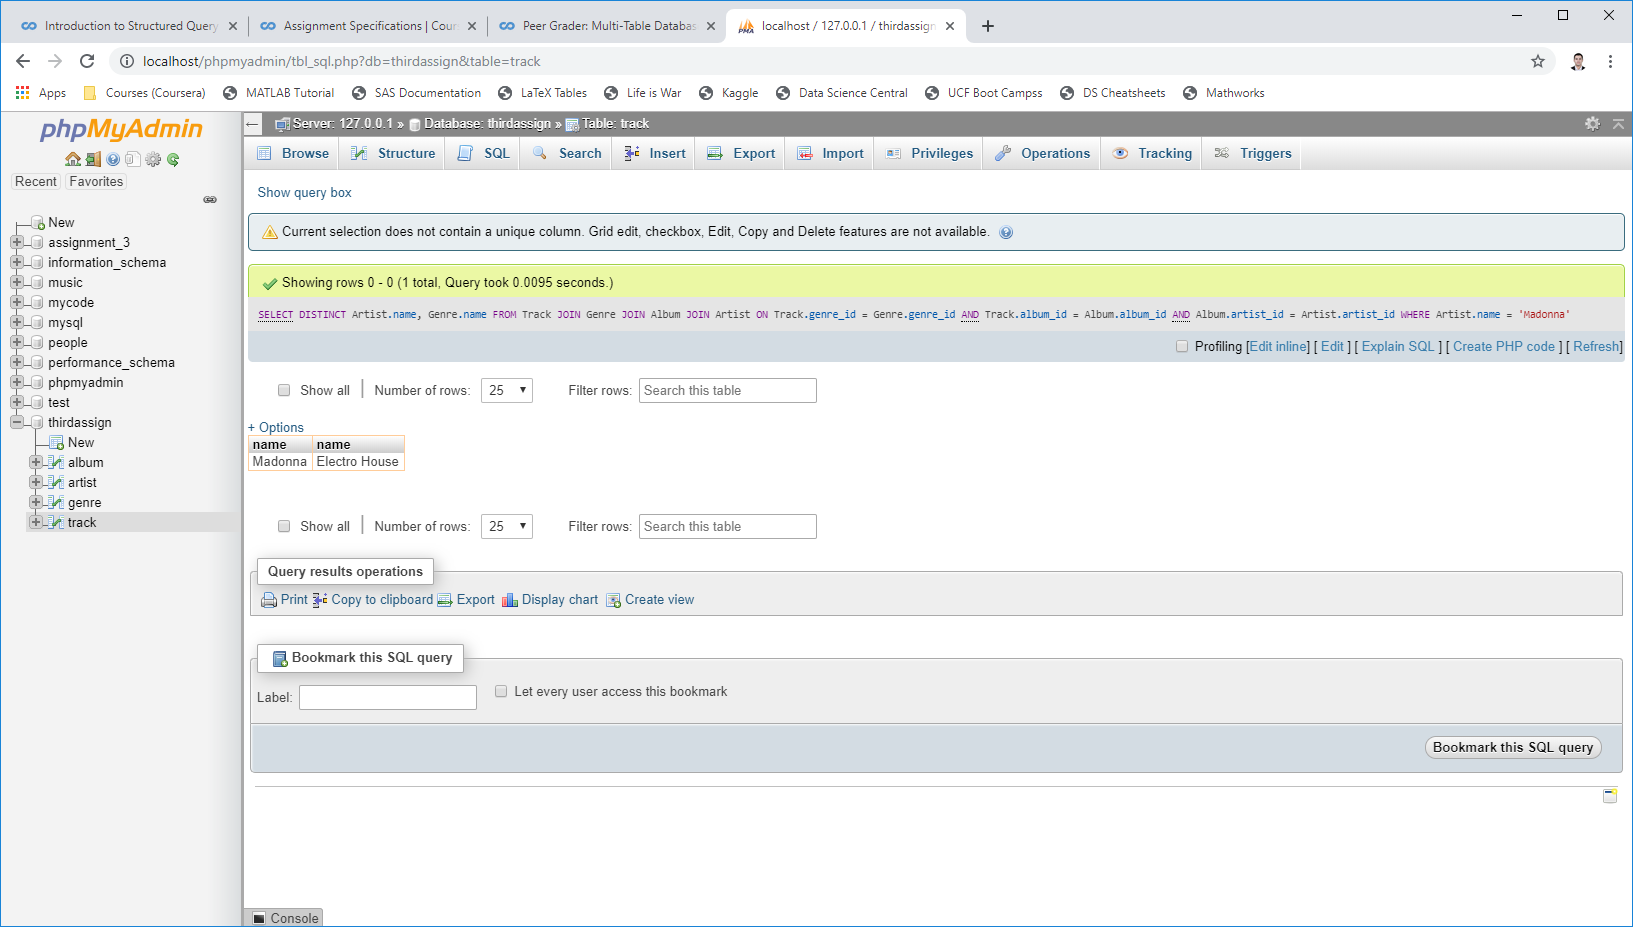 Introduction to Structured Query
Assignment Specifications | Cour
Peer Grader: Multi-Table Databas
localhost / 127.0.0.1 / thirdassign
localhost/phpmyadmin/tbl_sql.php?db=thirdassign&table=track
Apps Courses (Coursera) MATLAB Tutorial SAS Documentation LaTeX Tables Life is War Kaggle Data Science Central UCF Boot Campss DS Cheatsheets Mathworks
phpMyAdmin
Recent Favorites
New
assignment_3
information_schema
music
mycode
mysql
people
performance_schema
phpmyadmin
test
thirdassign
New
album
artist
genre
track
Server: 127.0.0.1 » Database: thirdassign » Table: track
Browse Structure SQL Search Insert Export Import Privileges Operations Tracking Triggers
Show query box
Current selection does not contain a unique column. Grid edit, checkbox, Edit, Copy and Delete features are not available.
Showing rows 0 - 0 (1 total, Query took 0.0095 seconds.)
SELECT DISTINCT Artist.name, Genre.name FROM Track JOIN Genre JOIN Album JOIN Artist ON Track.genre_id = Genre.genre_id AND Track.album_id = Album.album_id AND Album.artist_id = Artist.artist_id WHERE Artist.name = 'Madonna'
Profiling [Edit inline] [ Edit ] [ Explain SQL ] [ Create PHP code ] [ Refresh]
Show all | Number of rows: 25 Filter rows: Search this table
+ Options
name name
Madonna Electro House
Show all | Number of rows: 25 Filter rows: Search this table
Query results operations
Print Copy to clipboard Export Display chart Create view
Bookmark this SQL query
Label: Let every user access this bookmark
Bookmark this SQL query
Console